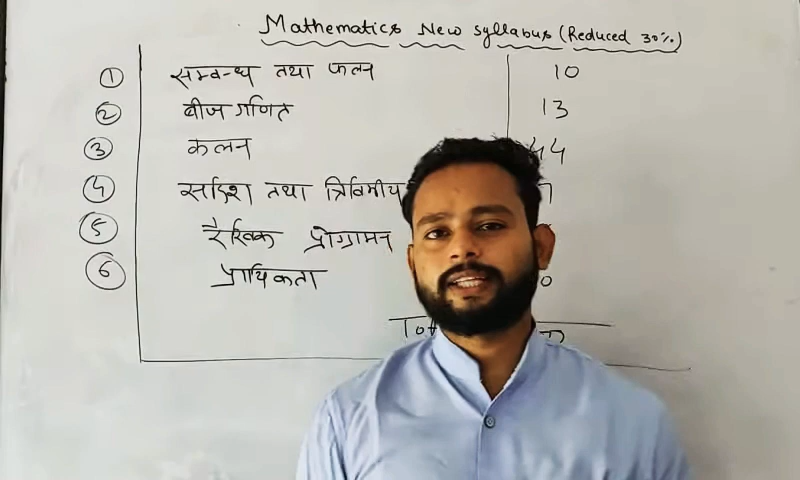 Mathematics New Syllabus (Reduced 30%)
① सम्बन्ध तथा फलन 10
② बीजगणित 13
③ कलन 44
④ सदिश तथा त्रिविमीय
⑤ रैखिक प्रोग्रामन
⑥ प्रायिकता